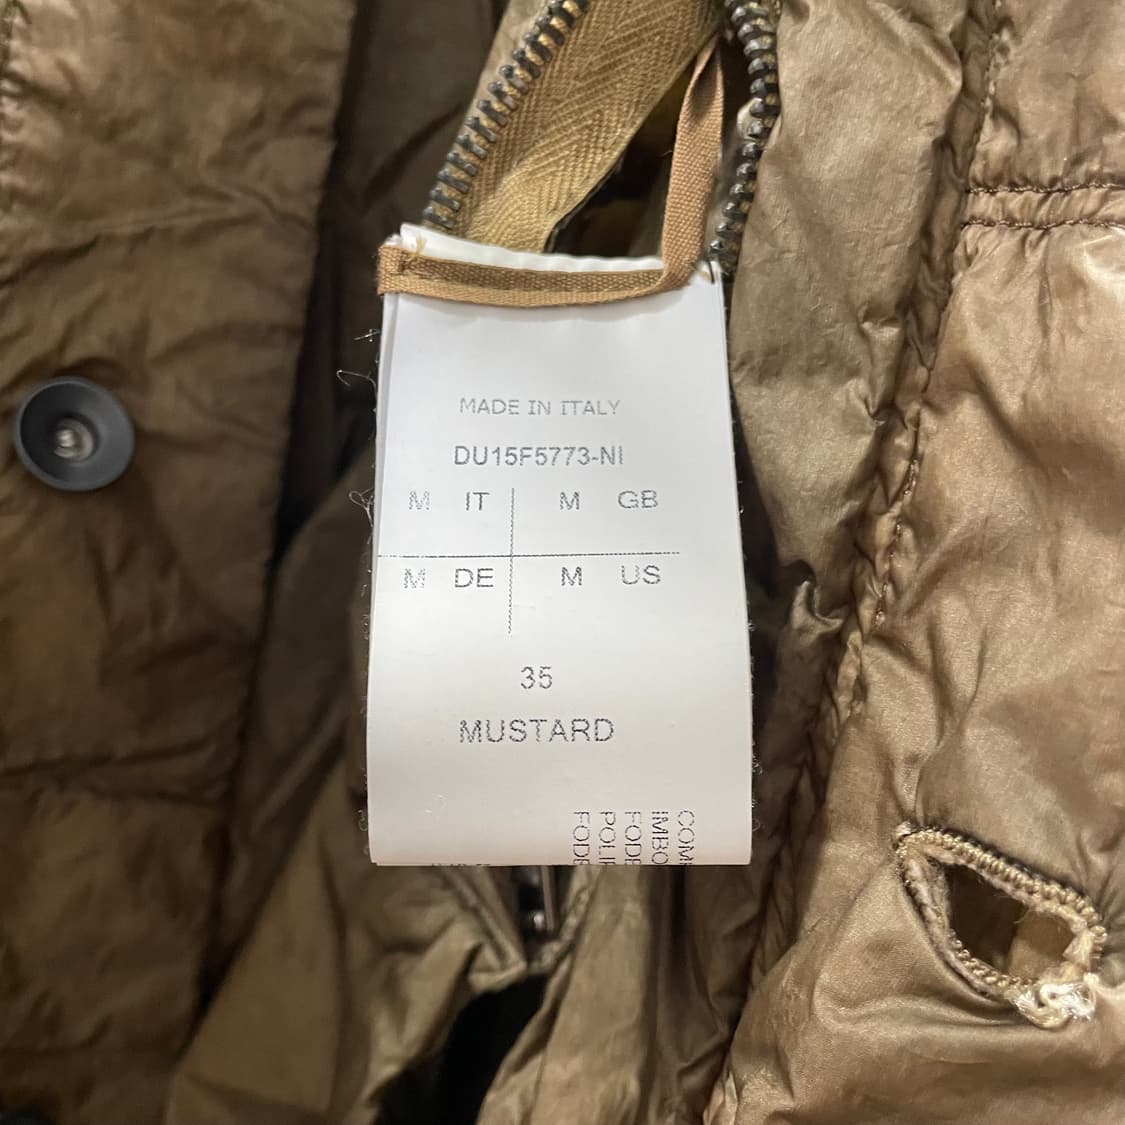 MADE IN ITALY
DU15F5773-NI
M IT M GB
M DE M US
35
MUSTARD